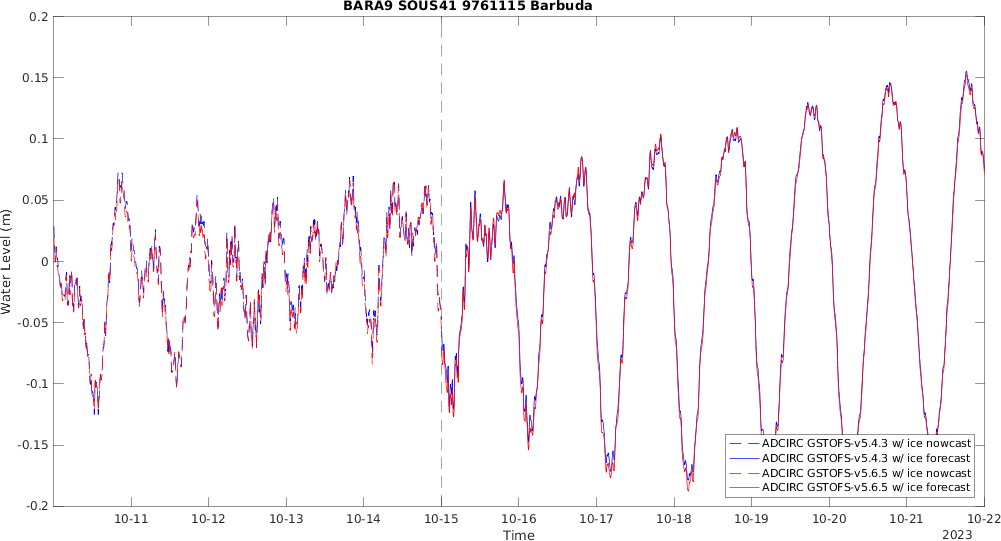 BARA9 SOUS41 9761115 Barbuda
0.2
0.15
0.1
0.05
0
-0.05
-0.1
-0.15
-0.2
Water Level (m)
ADCIRC GSTOFS-v5.4.3 w/ ice nowcast
ADCIRC GSTOFS-v5.4.3 w/ ice forecast
ADCIRC GSTOFS-v5.6.5 w/ ice nowcast
ADCIRC GSTOFS-v5.6.5 w/ ice forecast
10-11 10-12 10-13 10-14 10-15 10-16 10-17 10-18 10-19 10-20 10-21 10-22
Time
2023